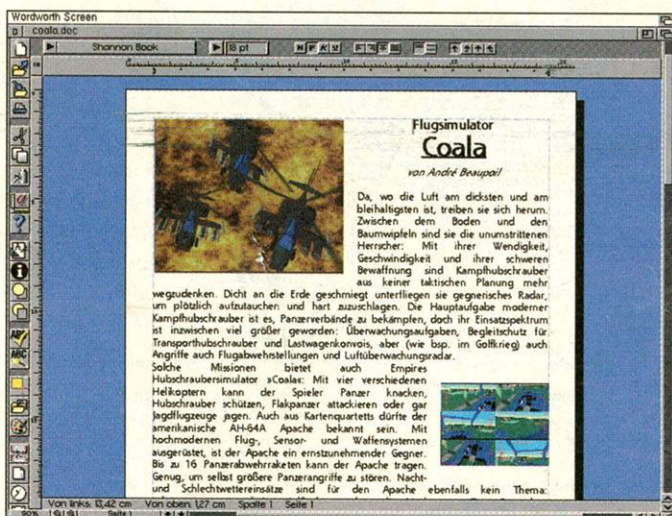 Wordworth Screen
coala.doc
Shannon Book
18 pt
N F K U
Flugsimulator
Coala
von André Beaupoil
Da, wo die Luft am dicksten und am
bleihaltigsten ist, treiben sie sich herum.
Zwischen dem Boden und den
Baumwipfeln sind sie die unumstrittenen
Herrscher: Mit ihrer Wendigkeit,
Geschwindigkeit und ihrer schweren
Bewaffnung sind Kampfhubschrauber
aus keiner taktischen Planung mehr
wegzudenken. Dicht an die Erde geschmiegt unterfliegen sie gegnerisches Radar,
um plötzlich aufzutauchen und hart zuzuschlagen. Die Hauptaufgabe moderner
Kampfhubschrauber ist es, Panzerverbände zu bekämpfen, doch ihr Einsatzspektrum
ist inzwischen viel größer geworden: Überwachungsaufgaben, Begleitschutz für
Transporthubschrauber und Lastwagenkonvois, aber (wie bsp. im Golfkrieg) auch
Angriffe auch Flugabwehrstellungen und Luftüberwachungsradar.
Solche Missionen bietet auch Empires
Hubschraubersimulator »Coala«: Mit vier verschiedenen
Helikoptern kann der Spieler Panzer knacken,
Hubschrauber schützen, Flakpanzer attackieren oder gar
Jagdflugzeuge jagen. Auch aus Kartenquartetts dürfte der
amerikanische AH-64A Apache bekannt sein. Mit
hochmodernen Flug-, Sensor- und Waffensystemen
ausgerüstet, ist der Apache ein ernstzunehmender Gegner.
Bis zu 16 Panzerabwehrraketen kann der Apache tragen.
Genug, um selbst größere Panzerangriffe zu stören. Nacht-
und Schlechtwettereinsätze sind für den Apache ebenfalls kein Thema:
90% Seite 1 Von links: 13,42 cm Von oben: 1,27 cm Spalte 1 Seite 1